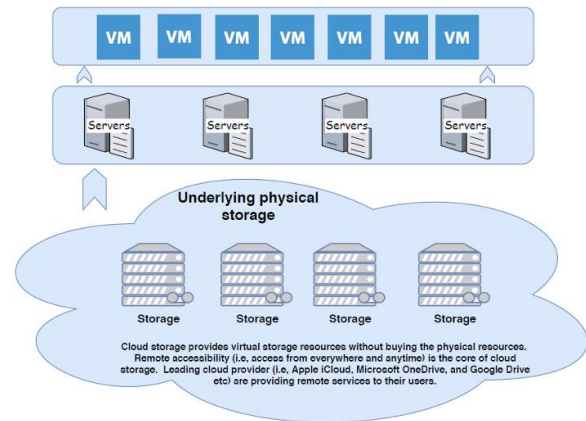 VM VM VM VM VM VM VM
Servers Servers Servers Servers
Underlying physical
storage
Storage Storage Storage Storage
Cloud storage provides virtual storage resources without buying the physical resources.
Remote accessibility (i.e, access from everywhere and anytime) is the core of cloud
storage. Leading cloud provider (i.e, Apple iCloud, Microsoft OneDrive, and Google Drive
etc) are providing remote services to their users.